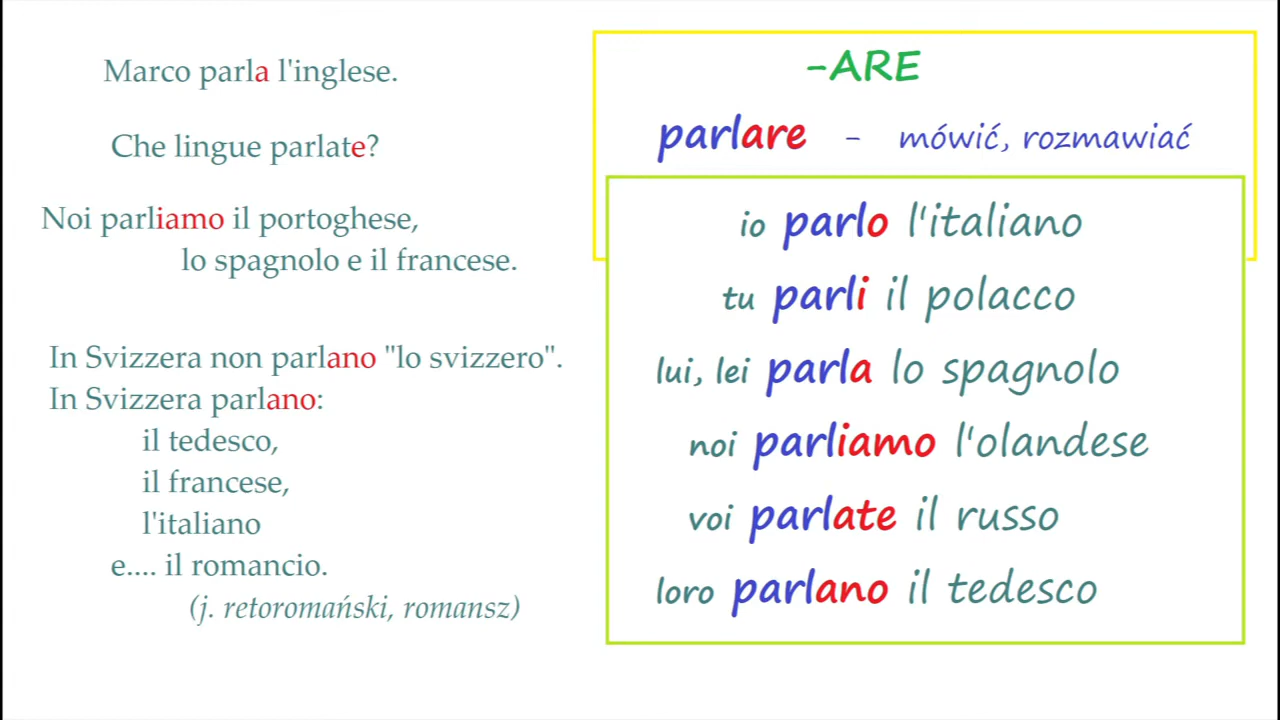 Marco parla l'inglese.
Che lingue parlate?
Noi parliamo il portoghese,
lo spagnolo e il francese.
In Svizzera non parlano "lo svizzero".
In Svizzera parlano:
il tedesco,
il francese,
l'italiano
e.... il romancio.
(j. retoromański, romansz)
-ARE
parlare - mówić, rozmawiać
io parlo l'italiano
tu parli il polacco
lui, lei parla lo spagnolo
noi parliamo l'olandese
voi parlate il russo
loro parlano il tedesco